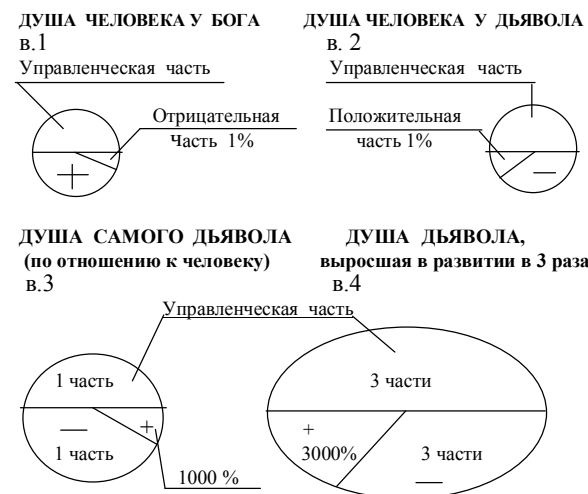 ДУША ЧЕЛОВЕКА У БОГА
в.1
Управленческая часть
Отрицательная
Часть 1%
+
ДУША ЧЕЛОВЕКА У ДЬЯВОЛА
в. 2
Управленческая часть
Положительная
часть 1%
—
ДУША САМОГО ДЬЯВОЛА
(по отношению к человеку)
в.3
ДУША ДЬЯВОЛА,
выросшая в развитии в 3 раза
в.4
Управленческая часть
1 часть
— +
1 часть
1000 %
3 части
+
3000%
3 части
—